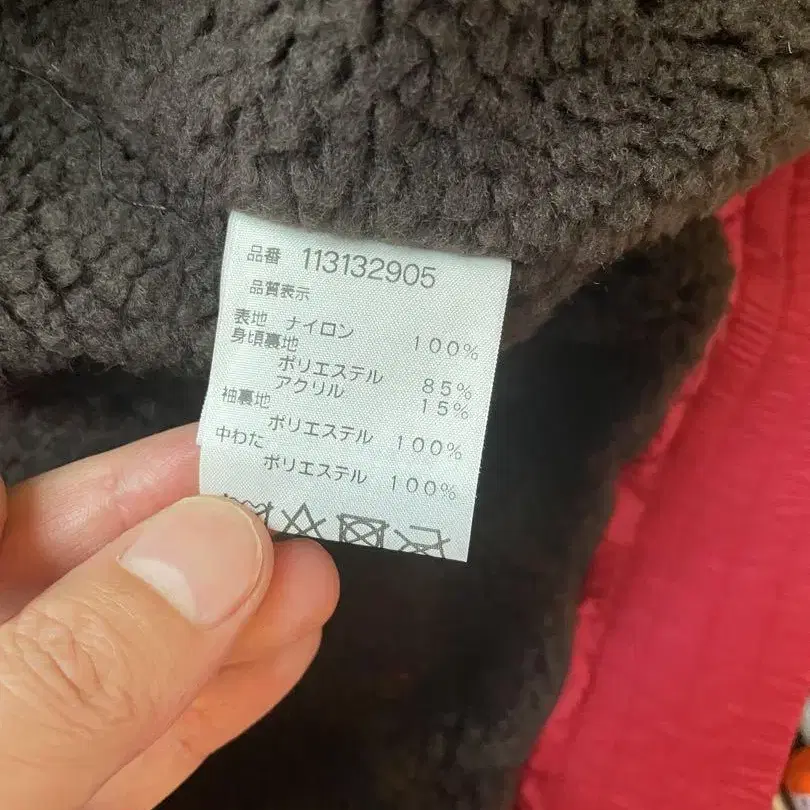 品番 113132905
品質表示
表地 ナイロン 100%
身頃裏地
ポリエステル 85%
アクリル 15%
袖裏地
ポリエステル 100%
中わた
ポリエステル 100%